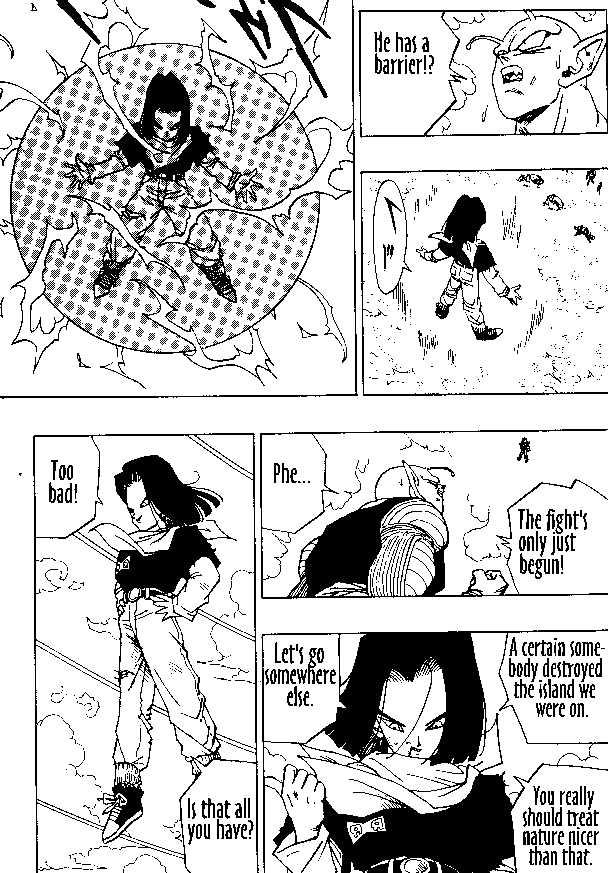 He has a
barrier!?
Too
bad!
Is that all
you have?
Phe...
The fight's
only just
begun!
Let's go
somewhere
else.
A certain some-
body destroyed
the island we
were on.
You really
should treat
nature nicer
than that.